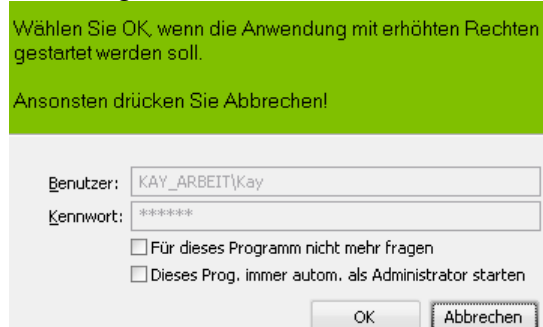 Wählen Sie OK, wenn die Anwendung mit erhöhten Rechten
gestartet werden soll.
Ansonsten drücken Sie Abbrechen!
Benutzer: KAY_ARBEIT\Kay
Kennwort: ******
Für dieses Programm nicht mehr fragen
Dieses Prog. immer autom. als Administrator starten
OK Abbrechen